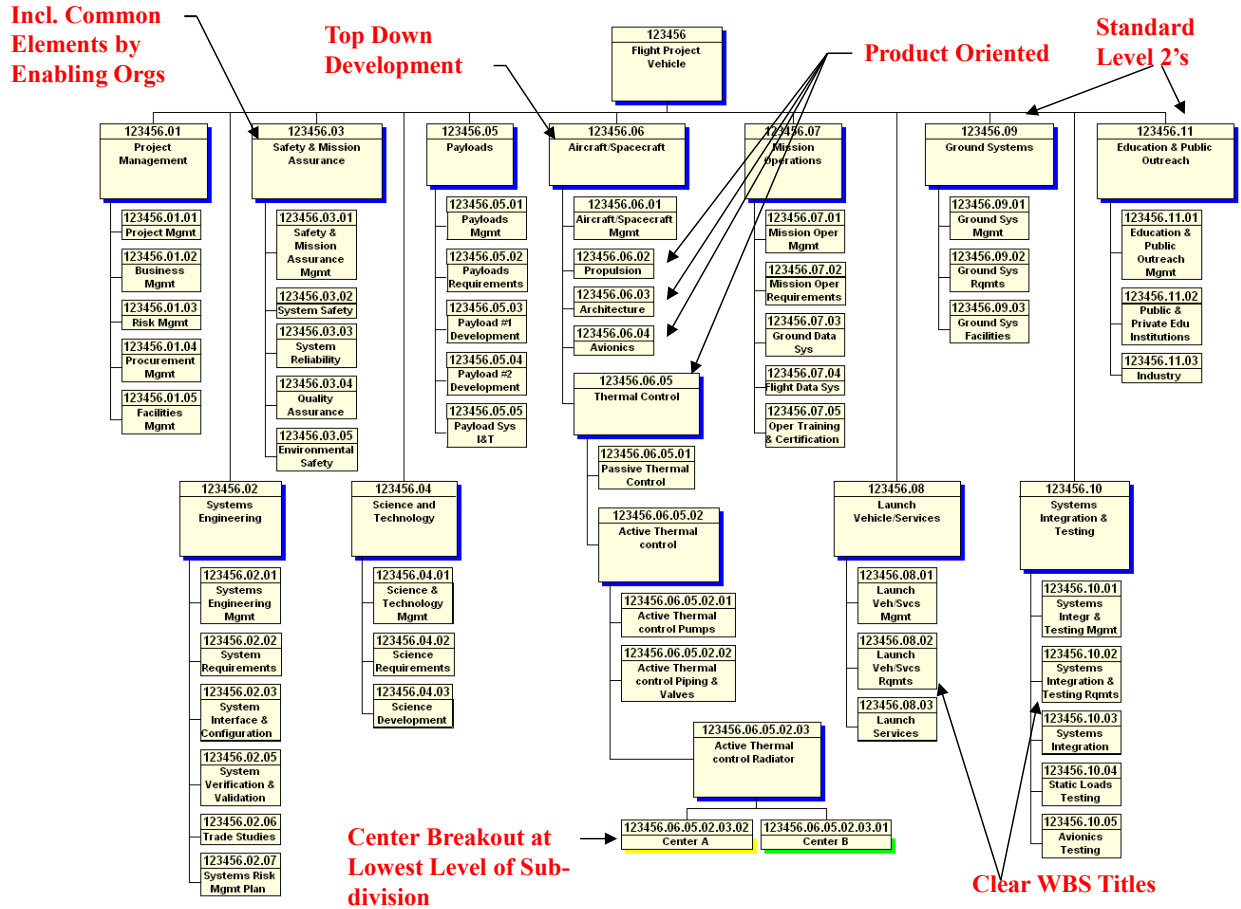 Incl. Common
Elements by
Enabling Orgs
Top Down
Development
123456
Flight Project
Vehicle
Product Oriented
Standard
Level 2's
123456.01
Project
Management
123456.03
Safety & Mission
Assurance
123456.05
Payloads
123456.06
Aircraft/Spacecraft
123456.07
Mission
Operations
123456.09
Ground Systems
123456.11
Education & Public
Outreach
123456.01.01
Project Mgmt
123456.01.02
Business
Mgmt
123456.01.03
Risk Mgmt
123456.01.04
Procurement
Mgmt
123456.01.05
Facilities
Mgmt
123456.03.01
Safety &
Mission
Assurance
Mgmt
123456.03.02
System Safety
123456.03.03
System
Reliability
123456.03.04
Quality
Assurance
123456.03.05
Environmental
Safety
123456.05.01
Payloads
Mgmt
123456.05.02
Payloads
Requirements
123456.05.03
Payload #1
Development
123456.05.04
Payload #2
Development
123456.05.05
Payload Sys
I&T
123456.06.01
Aircraft/Spacecraft
Mgmt
123456.06.02
Propulsion
123456.06.03
Architecture
123456.06.04
Avionics
123456.06.05
Thermal Control
123456.06.05.01
Passive Thermal
Control
123456.06.05.02
Active Thermal
control
123456.06.05.02.01
Active Thermal
control Pumps
123456.06.05.02.02
Active Thermal
control Piping &
Valves
123456.06.05.02.03
Active Thermal
control Radiator
123456.06.05.02.03.02
Center A
123456.06.05.02.03.01
Center B
123456.07.01
Mission Oper
Mgmt
123456.07.02
Mission Oper
Requirements
123456.07.03
Ground Data
Sys
123456.07.04
Flight Data Sys
123456.07.05
Oper Training
& Certification
123456.09.01
Ground Sys
Mgmt
123456.09.02
Ground Sys
Rqmts
123456.09.03
Ground Sys
Facilities
123456.11.01
Education &
Public
Outreach
Mgmt
123456.11.02
Public &
Private Edu
Institutions
123456.11.03
Industry
123456.02
Systems
Engineering
123456.02.01
Systems
Engineering
Mgmt
123456.02.02
System
Requirements
123456.02.03
System
Interface &
Configuration
123456.02.05
System
Verification &
Validation
123456.02.06
Trade Studies
123456.02.07
Systems Risk
Mgmt Plan
123456.04
Science and
Technology
123456.04.01
Science &
Technology
Mgmt
123456.04.02
Science
Requirements
123456.04.03
Science
Development
123456.08
Launch
Vehicle/Services
123456.08.01
Launch
Veh/Svcs
Mgmt
123456.08.02
Launch
Veh/Svcs
Rqmts
123456.08.03
Launch
Services
123456.10
Systems
Integration &
Testing
123456.10.01
Systems
Integr &
Testing Mgmt
123456.10.02
Systems
Integration &
Testing Rqmts
123456.10.03
Systems
Integration
123456.10.04
Static Loads
Testing
123456.10.05
Avionics
Testing
Center Breakout at
Lowest Level of Sub-
division
Clear WBS Titles